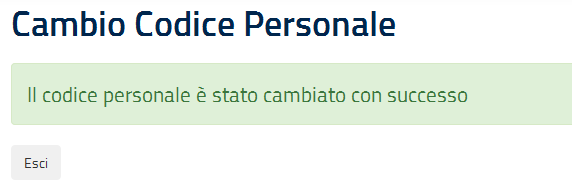 Cambio Codice Personale
Il codice personale è stato cambiato con successo
Esci